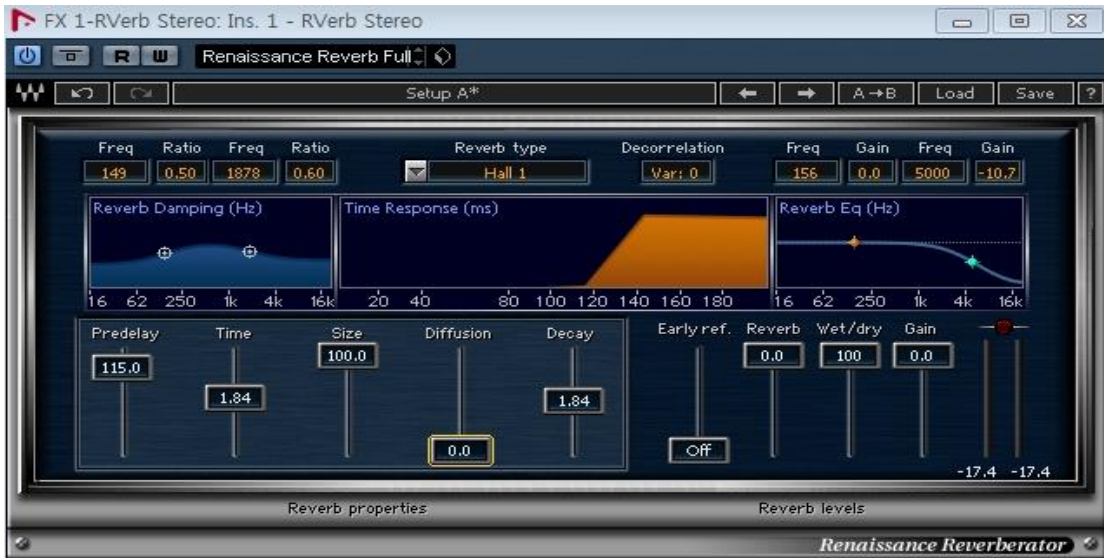 FX 1-RVerb Stereo: Ins. 1 - RVerb Stereo
R W Renaissance Reverb Full
Setup A* A→B Load Save ?
Freq Ratio Freq Ratio Reverb type Decorrelation Freq Gain Freq Gain
149 0.50 1878 0.60 Hall 1 Var: 0 156 0.0 5000 -10.7
Reverb Damping (Hz) Time Response (ms) Reverb Eq (Hz)
16 62 250 1k 4k 16k 20 40 80 100 120 140 160 180 16 62 250 1k 4k 16k
Predelay Time Size Diffusion Decay Early ref. Reverb Wet/dry Gain
115.0 1.84 100.0 0.0 1.84 Off 0.0 100 0.0
-17.4 -17.4
Reverb properties Reverb levels
Renaissance Reverberator